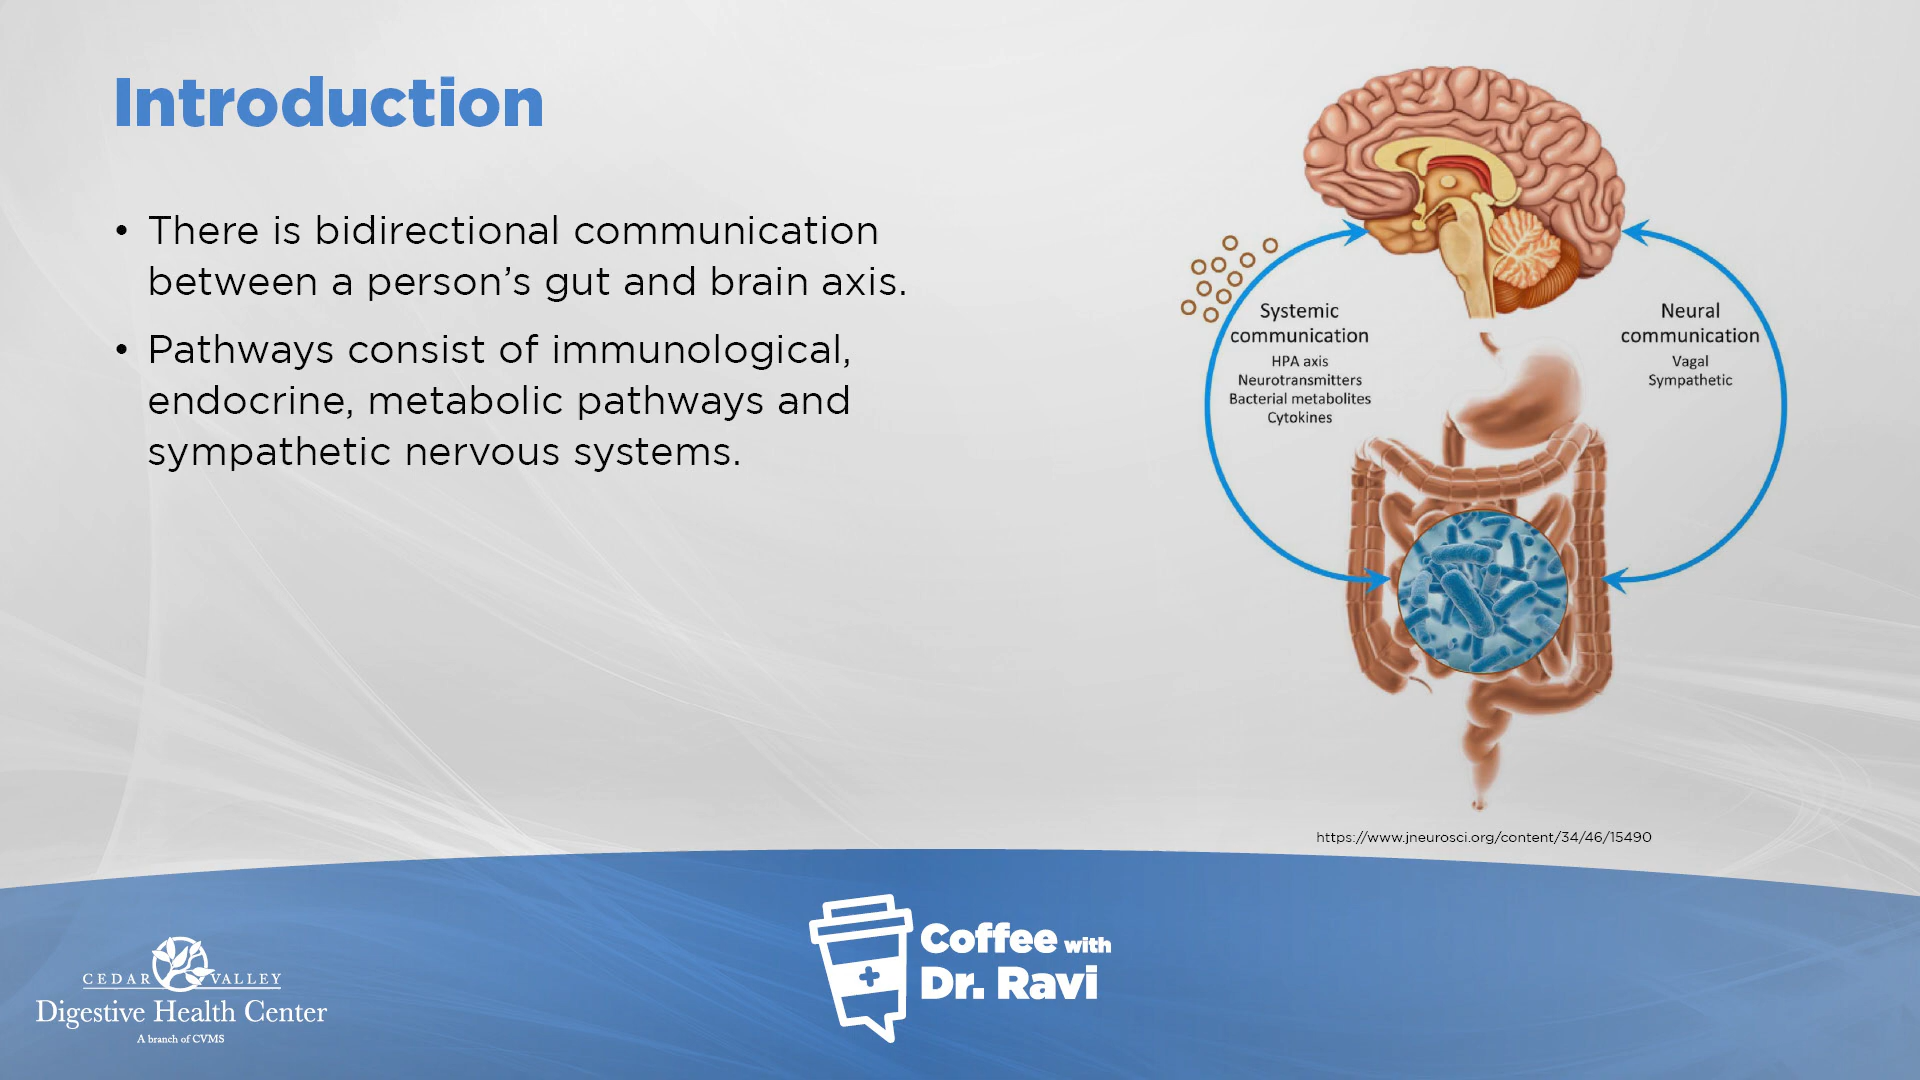 Introduction
• There is bidirectional communication
between a person’s gut and brain axis.
• Pathways consist of immunological,
endocrine, metabolic pathways and
sympathetic nervous systems.
Systemic
communication
HPA axis
Neurotransmitters
Bacterial metabolites
Cytokines
Neural
communication
Vagal
Sympathetic
https://www.jneurosci.org/content/34/46/15490
CEDAR VALLEY
Digestive Health Center
A branch of CVMS
Coffee with
Dr. Ravi